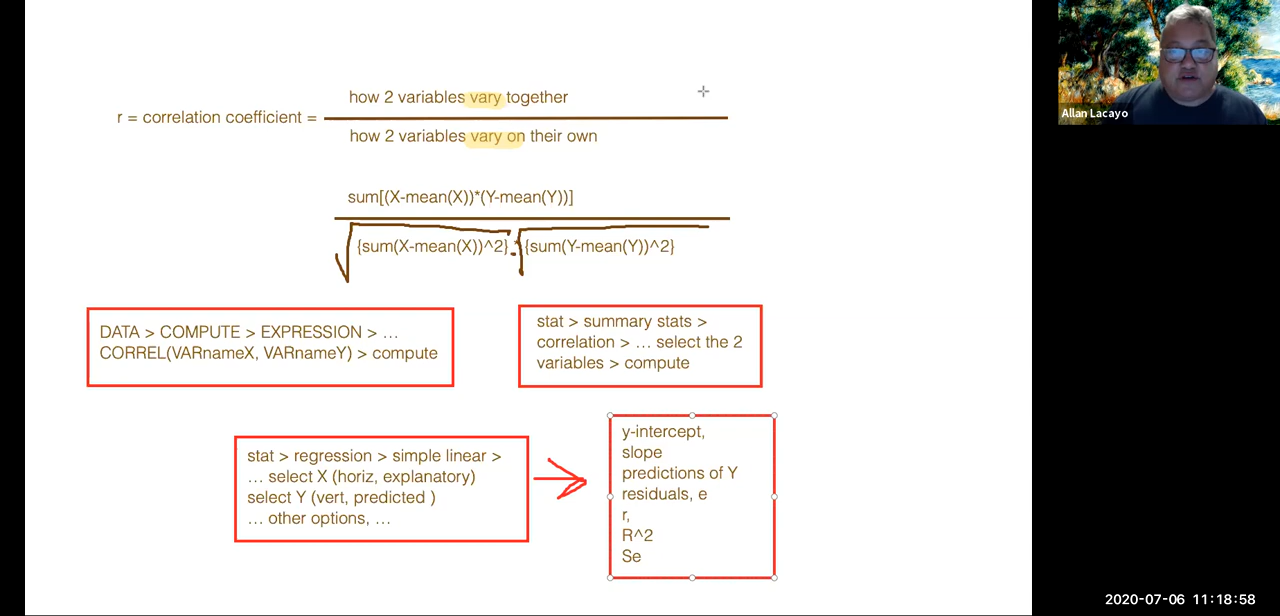 how 2 variables vary together
r = correlation coefficient =
how 2 variables vary on their own
sum[(X-mean(X))*(Y-mean(Y))]
{sum(X-mean(X))^2} * {sum(Y-mean(Y))^2}
DATA > COMPUTE > EXPRESSION > …
CORREL(VARnameX, VARnameY) > compute
stat > summary stats >
correlation > … select the 2
variables > compute
stat > regression > simple linear >
… select X (horiz, explanatory)
select Y (vert, predicted )
… other options, …
y-intercept,
slope
predictions of Y
residuals, e
r,
R^2
Se
Allan Lacayo
2020-07-06 11:18:58